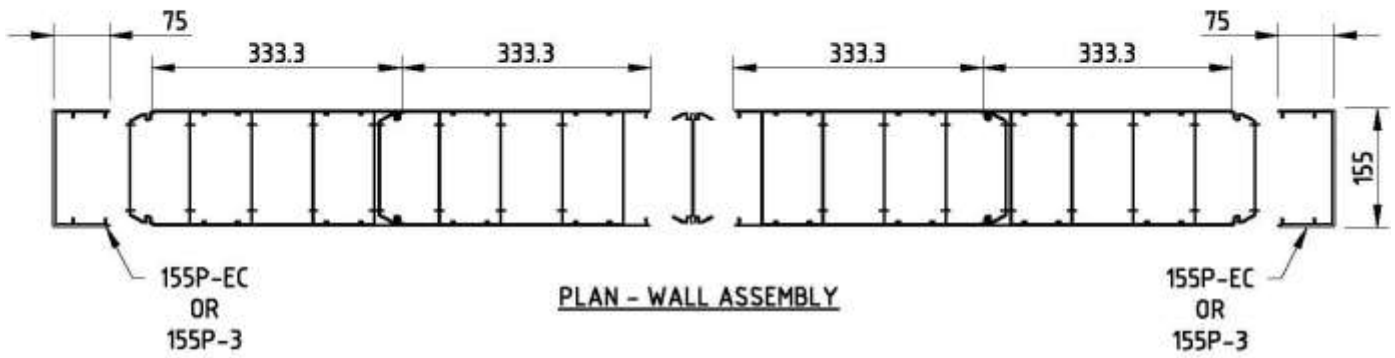 75
333.3
333.3
333.3
333.3
75
155
155P-EC
OR
155P-3
PLAN - WALL ASSEMBLY
155P-EC
OR
155P-3